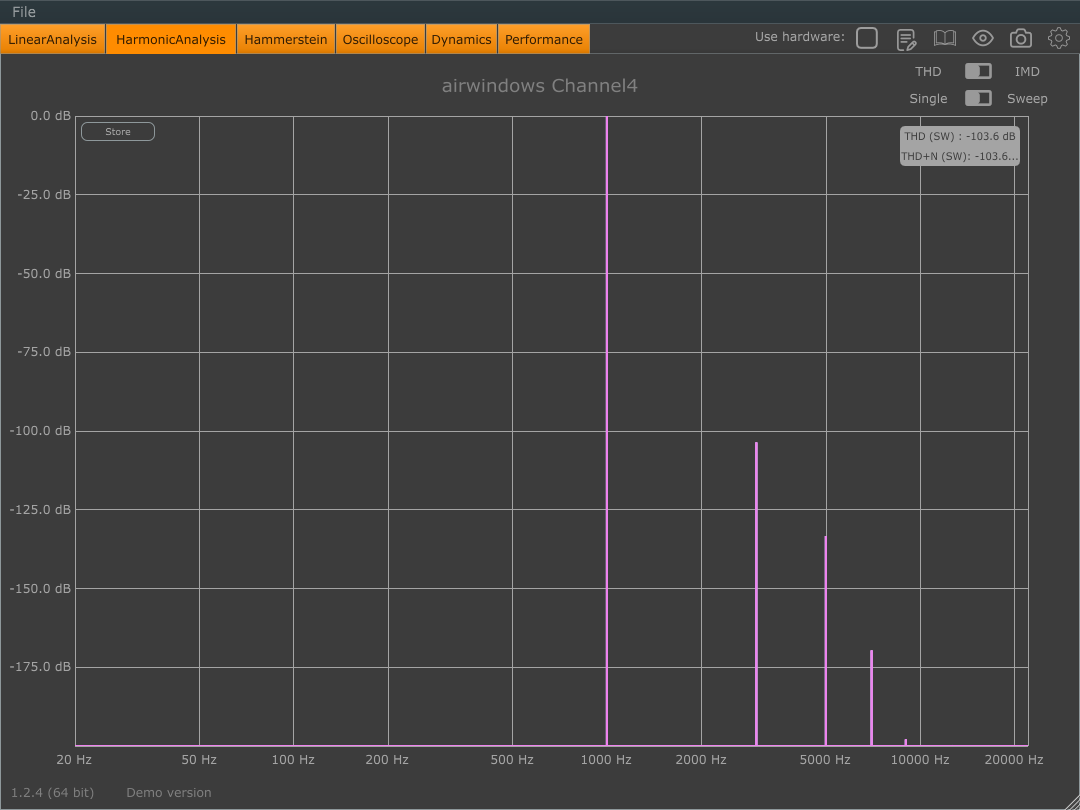 File
LinearAnalysis HarmonicAnalysis Hammerstein Oscilloscope Dynamics Performance Use hardware:
THD IMD
airwindows Channel4
Single Sweep
0.0 dB
Store
THD (SW) : -103.6 dB
THD+N (SW): -103.6...
-25.0 dB
-50.0 dB
-75.0 dB
-100.0 dB
-125.0 dB
-150.0 dB
-175.0 dB
20 Hz 50 Hz 100 Hz 200 Hz 500 Hz 1000 Hz 2000 Hz 5000 Hz 10000 Hz 20000 Hz
1.2.4 (64 bit) Demo version